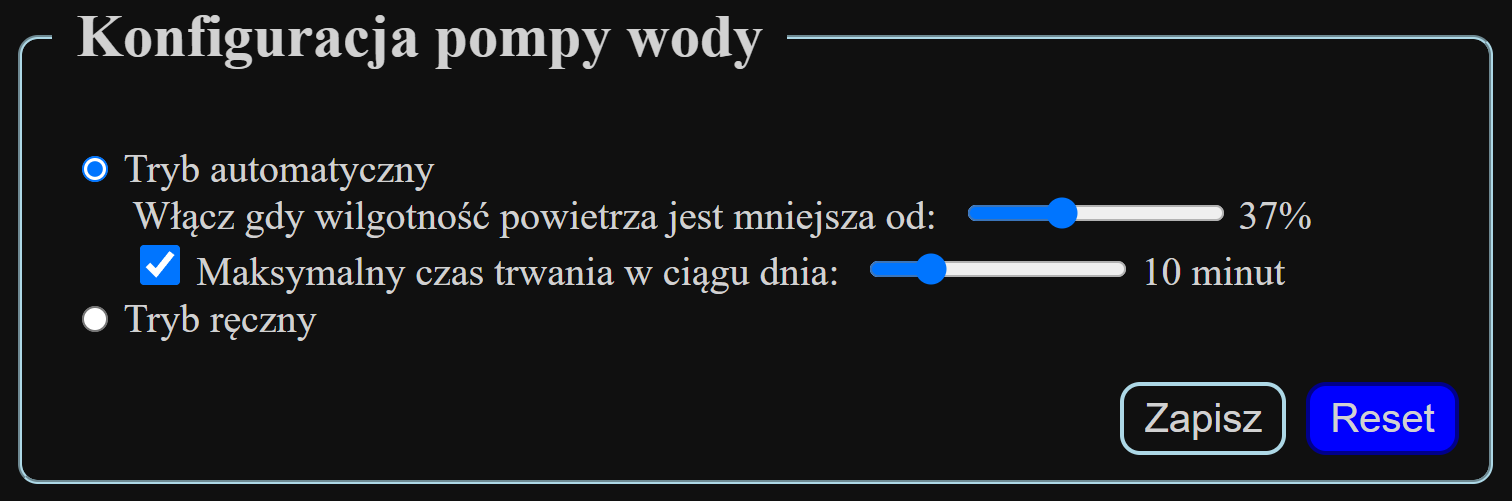 Konfiguracja pompy wody
Tryb automatyczny
Włącz gdy wilgotność powietrza jest mniejsza od: 37%
Maksymalny czas trwania w ciągu dnia: 10 minut
Tryb ręczny
Zapisz Reset